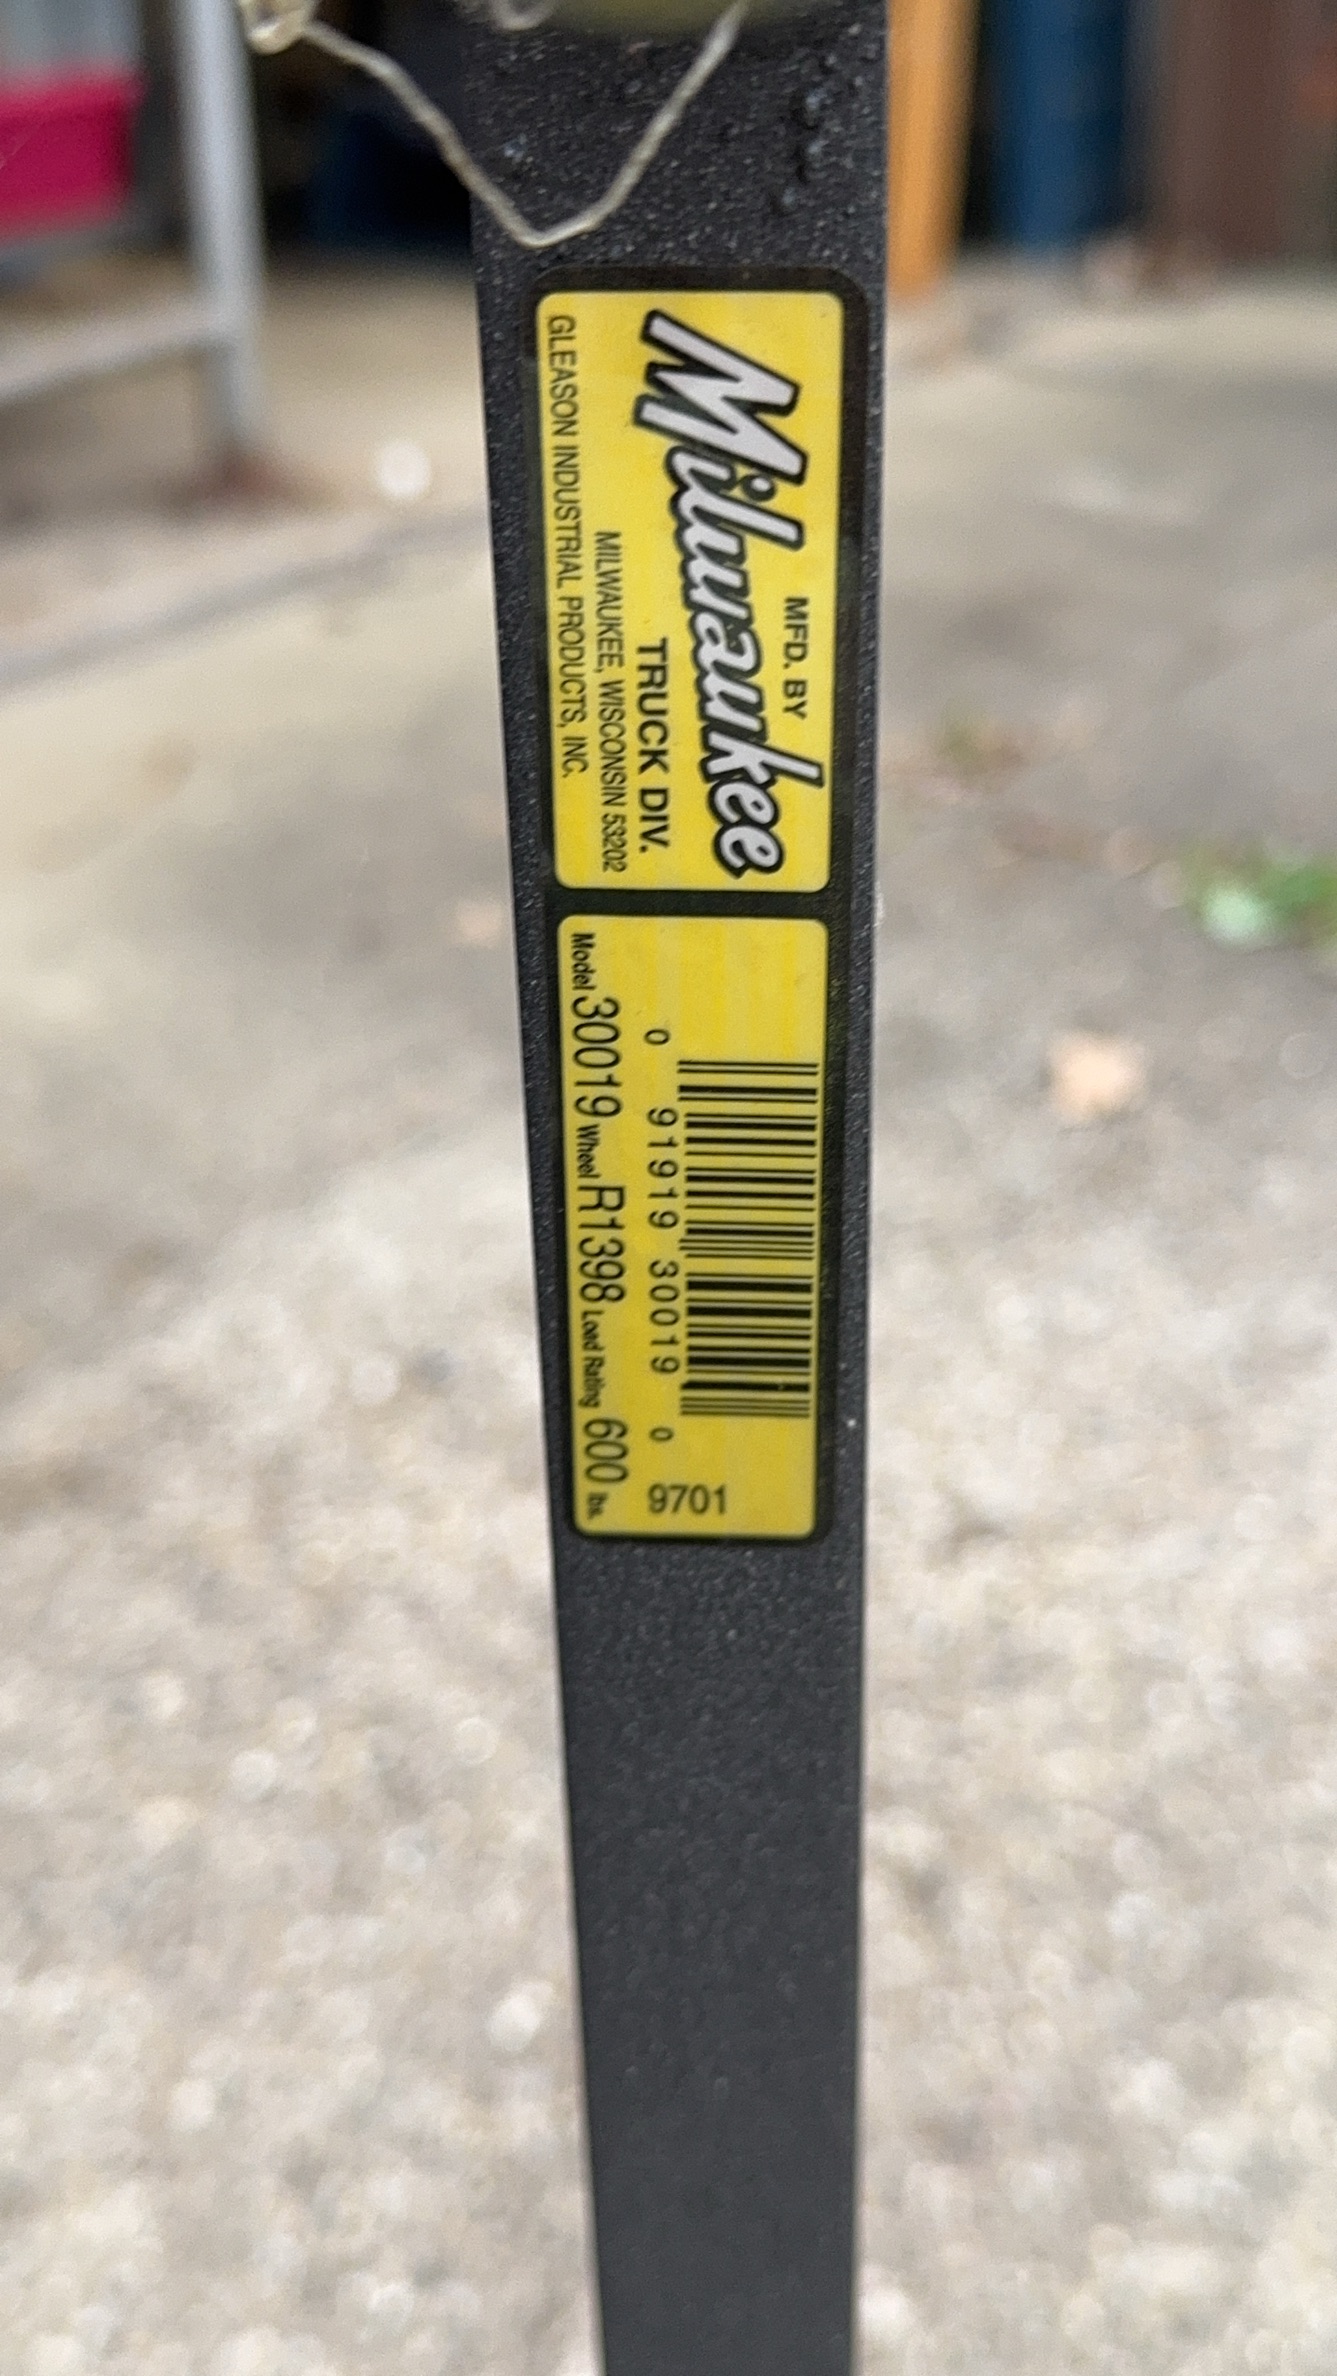 MFD. BY
Milwaukee
TRUCK DIV.
MILWAUKEE, WISCONSIN 53202
GLEASON INDUSTRIAL PRODUCTS, INC.
0 91919 30019 0
9701
Model 30019 Wheel R1398 Load Rating 600 lbs.